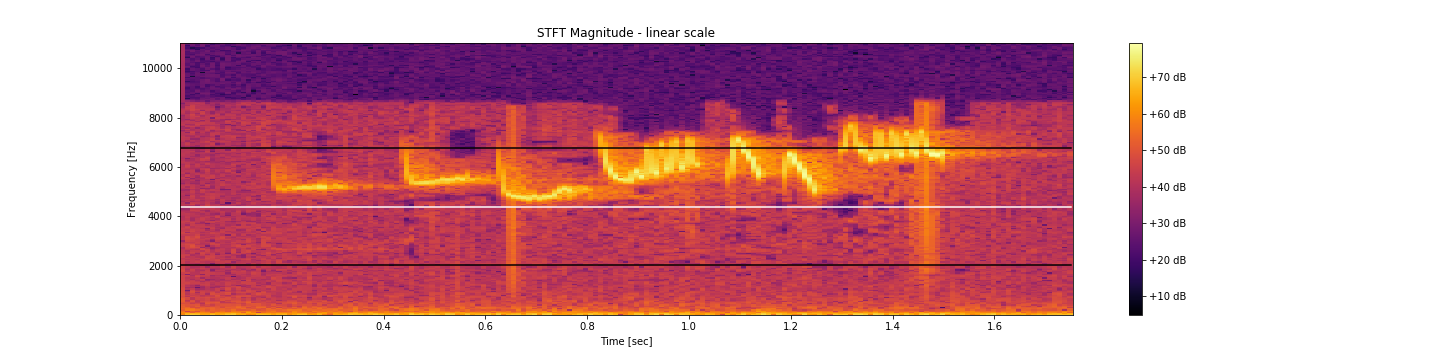 STFT Magnitude - linear scale
10000
8000
6000
4000
2000
0
Frequency [Hz]
0.0 0.2 0.4 0.6 0.8 1.0 1.2 1.4 1.6
Time [sec]
+70 dB
+60 dB
+50 dB
+40 dB
+30 dB
+20 dB
+10 dB